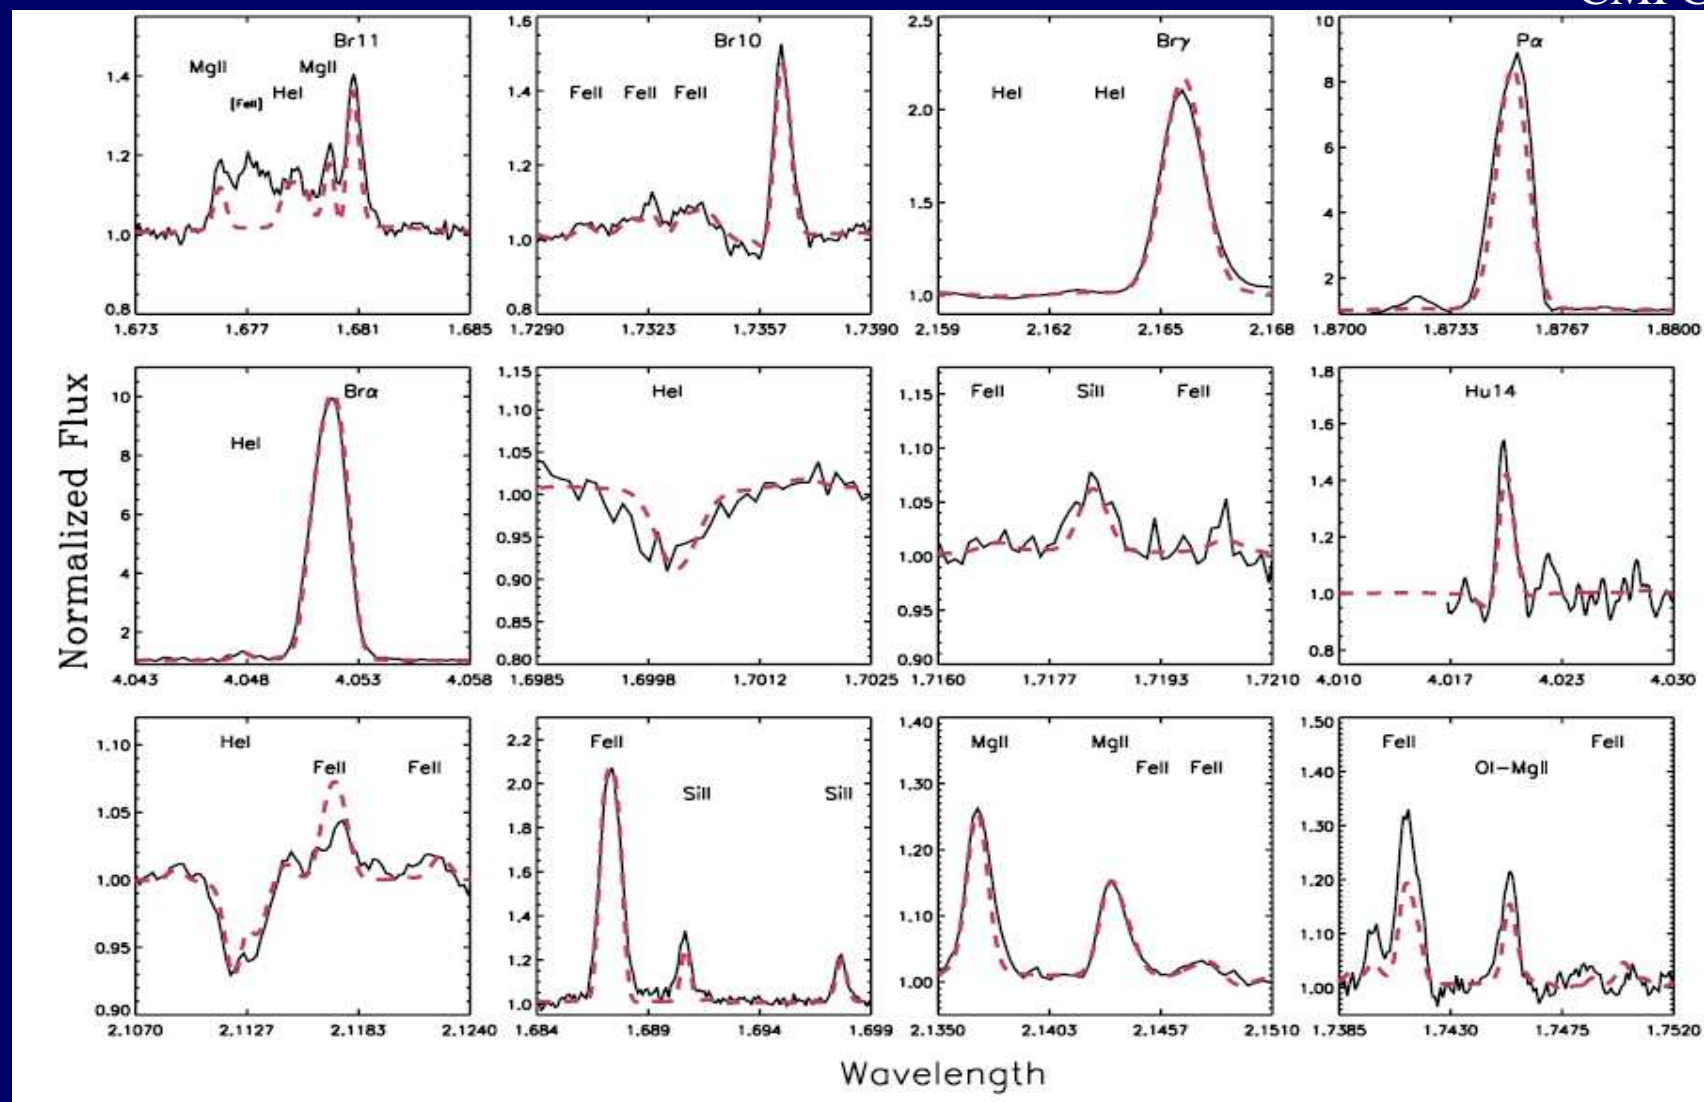 Br11
MgII MgII
[FeII] HeI
1.4
1.2
1.0
0.8
1.673 1.677 1.681 1.685
1.6
Br10
FeII FeII FeII
1.4
1.2
1.0
0.8
1.7290 1.7323 1.7357 1.7390
2.5
Brγ
HeI HeI
2.0
1.5
1.0
2.159 2.162 2.165 2.168
10
Pα
8
6
4
2
1.8700 1.8733 1.8767 1.8800
Normalized Flux
Brα
HeI
10
8
6
4
2
4.043 4.048 4.053 4.058
1.15
HeI
1.10
1.05
1.00
0.95
0.90
0.85
0.80
1.6985 1.6998 1.7012 1.7025
1.15
FeII SiII FeII
1.10
1.05
1.00
0.95
0.90
1.7160 1.7177 1.7193 1.7210
1.8
Hu14
1.6
1.4
1.2
1.0
0.8
4.010 4.017 4.023 4.030
HeI
FeII FeII
1.10
1.05
1.00
0.95
0.90
2.1070 2.1127 2.1183 2.1240
FeII
SiII SiII
2.2
2.0
1.8
1.6
1.4
1.2
1.0
1.684 1.689 1.694 1.699
1.40
MgII MgII
FeII FeII
1.30
1.20
1.10
1.00
2.1350 2.1403 2.1457 2.1510
1.50
FeII FeII
OI-MgII
1.40
1.30
1.20
1.10
1.00
1.7385 1.7430 1.7475 1.7520
Wavelength